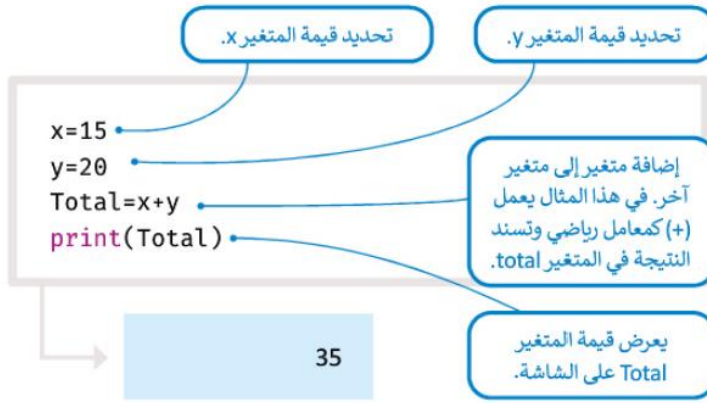 تحديد قيمة المتغير y.
تحديد قيمة المتغير x.
x=15
y=20
Total=x+y
print(Total)
إضافة متغير إلى متغير
آخر. في هذا المثال يعمل
(+) كمعامل رياضي وتسند
النتيجة في المتغير total.
يعرض قيمة المتغير
Total على الشاشة.
35